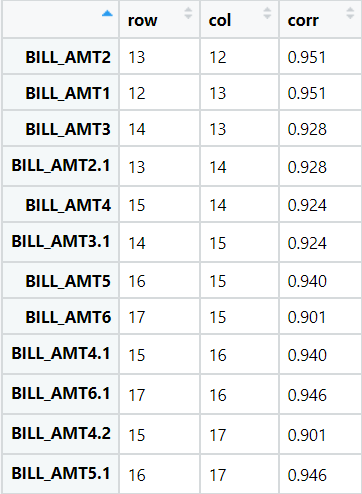 row col corr
BILL_AMT2 13 12 0.951
BILL_AMT1 12 13 0.951
BILL_AMT3 14 13 0.928
BILL_AMT2.1 13 14 0.928
BILL_AMT4 15 14 0.924
BILL_AMT3.1 14 15 0.924
BILL_AMT5 16 15 0.940
BILL_AMT6 17 15 0.901
BILL_AMT4.1 15 16 0.940
BILL_AMT6.1 17 16 0.946
BILL_AMT4.2 15 17 0.901
BILL_AMT5.1 16 17 0.946